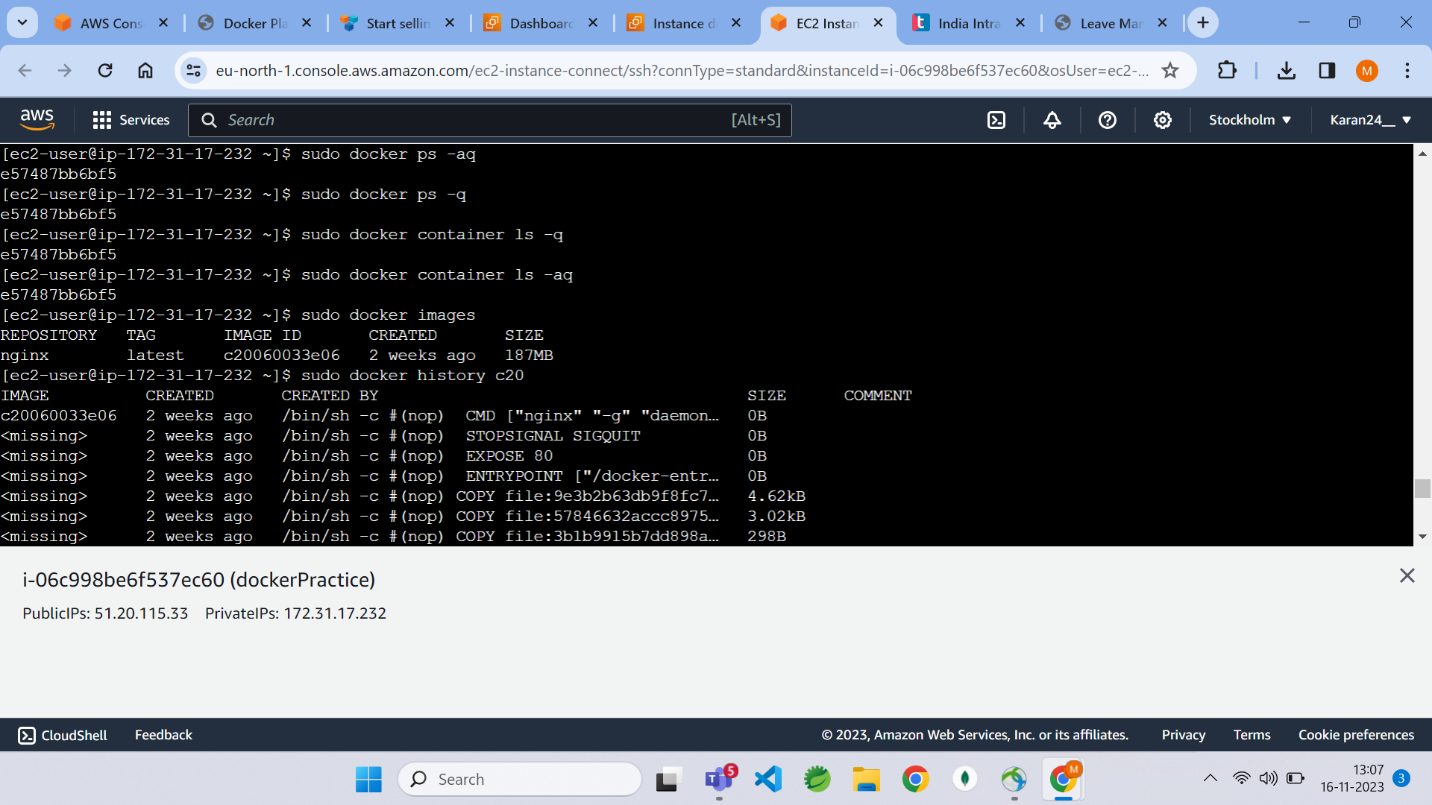 AWS Cons
Docker Pla
Start sellin
Dashboard
Instance d
EC2 Instan
India Intra
Leave Man
eu-north-1.console.aws.amazon.com/ec2-instance-connect/ssh?connType=standard&instanceId=i-06c998be6f537ec60&osUser=ec2-...
M
aws
Services
Search
[Alt+S]
Stockholm
Karan24__
[ec2-user@ip-172-31-17-232 ~]$ sudo docker ps -aq
e57487bb6bf5
[ec2-user@ip-172-31-17-232 ~]$ sudo docker ps -q
e57487bb6bf5
[ec2-user@ip-172-31-17-232 ~]$ sudo docker container ls -q
e57487bb6bf5
[ec2-user@ip-172-31-17-232 ~]$ sudo docker container ls -aq
e57487bb6bf5
[ec2-user@ip-172-31-17-232 ~]$ sudo docker images
REPOSITORY   TAG       IMAGE ID       CREATED       SIZE
nginx        latest    c20060033e06   2 weeks ago   187MB
[ec2-user@ip-172-31-17-232 ~]$ sudo docker history c20
IMAGE          CREATED       CREATED BY                                      SIZE      COMMENT
c20060033e06   2 weeks ago   /bin/sh -c #(nop)  CMD ["nginx" "-g" "daemon…   0B
<missing>      2 weeks ago   /bin/sh -c #(nop)  STOPSIGNAL SIGQUIT           0B
<missing>      2 weeks ago   /bin/sh -c #(nop)  EXPOSE 80                    0B
<missing>      2 weeks ago   /bin/sh -c #(nop)  ENTRYPOINT ["/docker-entr…   0B
<missing>      2 weeks ago   /bin/sh -c #(nop) COPY file:9e3b2b63db9f8fc7…   4.62kB
<missing>      2 weeks ago   /bin/sh -c #(nop) COPY file:57846632accc8975…   3.02kB
<missing>      2 weeks ago   /bin/sh -c #(nop) COPY file:3b1b9915b7dd898a…   298B
i-06c998be6f537ec60 (dockerPractice)
PublicIPs: 51.20.115.33 PrivateIPs: 172.31.17.232
CloudShell
Feedback
© 2023, Amazon Web Services, Inc. or its affiliates.
Privacy
Terms
Cookie preferences
Search
5
M
13:07
16-11-2023
3